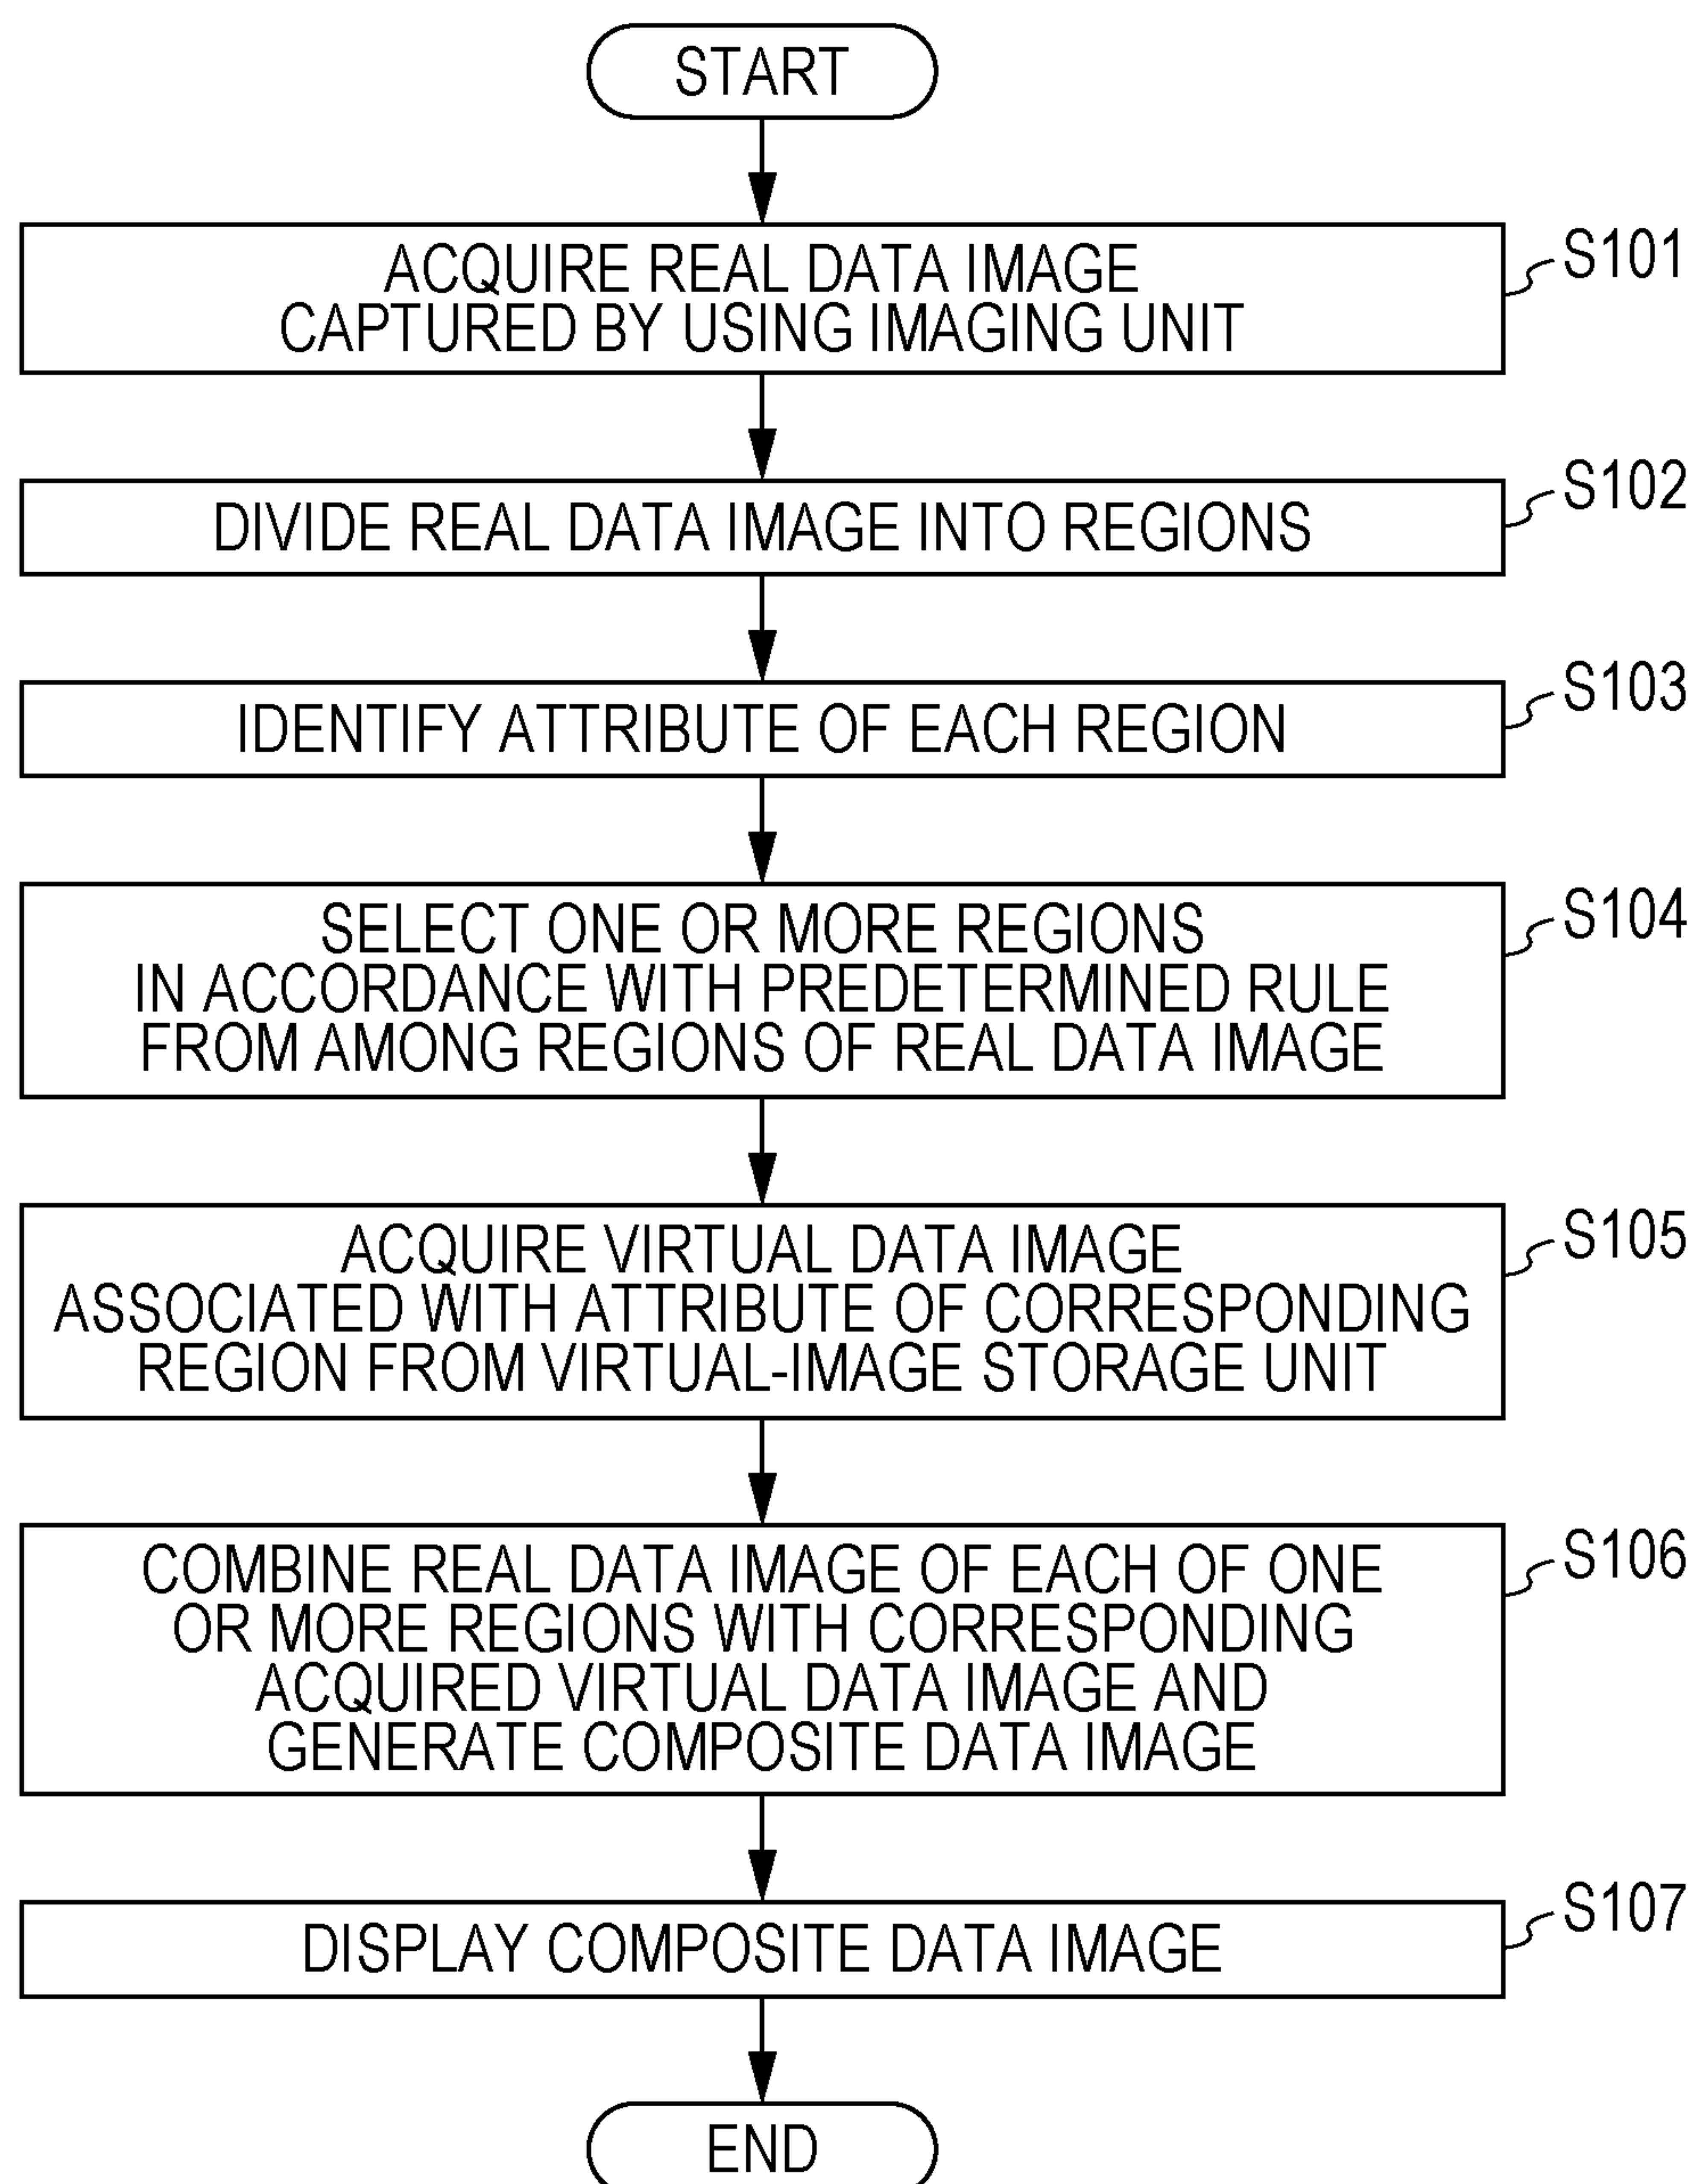 START
ACQUIRE REAL DATA IMAGE
CAPTURED BY USING IMAGING UNIT
S101
DIVIDE REAL DATA IMAGE INTO REGIONS
S102
IDENTIFY ATTRIBUTE OF EACH REGION
S103
SELECT ONE OR MORE REGIONS
IN ACCORDANCE WITH PREDETERMINED RULE
FROM AMONG REGIONS OF REAL DATA IMAGE
S104
ACQUIRE VIRTUAL DATA IMAGE
ASSOCIATED WITH ATTRIBUTE OF CORRESPONDING
REGION FROM VIRTUAL-IMAGE STORAGE UNIT
S105
COMBINE REAL DATA IMAGE OF EACH OF ONE
OR MORE REGIONS WITH CORRESPONDING
ACQUIRED VIRTUAL DATA IMAGE AND
GENERATE COMPOSITE DATA IMAGE
S106
DISPLAY COMPOSITE DATA IMAGE
S107
END